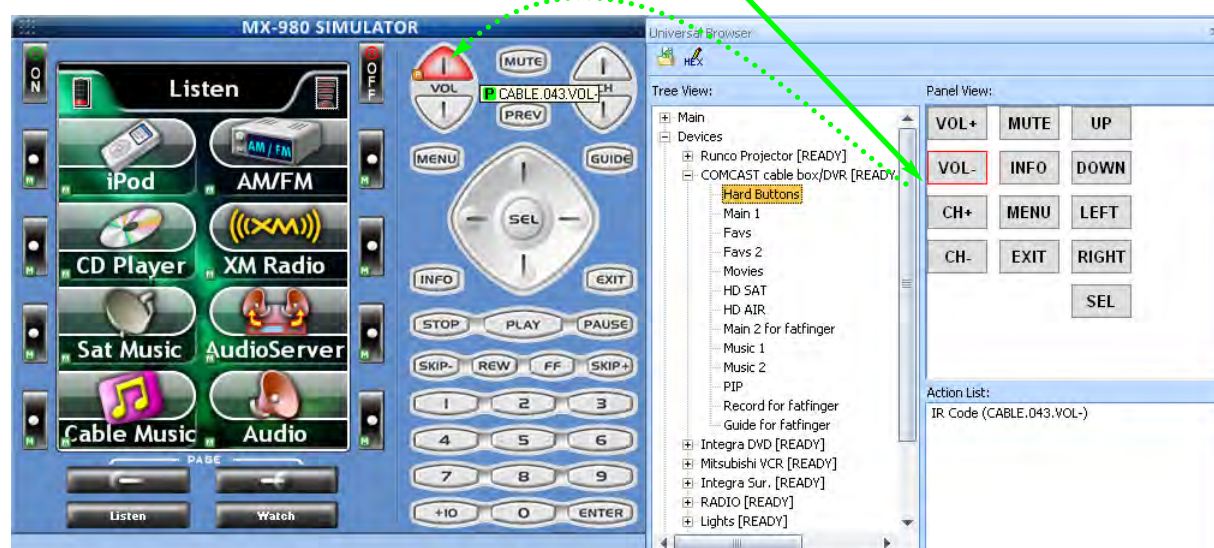 MX-980 SIMULATOR
ON
OFF
Listen
iPod
AM/FM
AM/FM
CD Player
((XM))
XM Radio
Sat Music
AudioServer
Cable Music
Audio
M
M
M
M
M
M
M
M
M
M
M
M
M
M
PAGE
Listen
Watch
VOL
MUTE
PREV
CH
P CABLE.043.VOL-
MENU
GUIDE
SEL
INFO
EXIT
STOP
PLAY
PAUSE
SKIP-
REW
FF
SKIP+
1
2
3
4
5
6
7
8
9
+10
0
ENTER
Universal Browser
HEX
Tree View:
Main
Devices
Runco Projector [READY]
COMCAST cable box/DVR [READY
Hard Buttons
Main 1
Favs
Favs 2
Movies
HD SAT
HD AIR
Main 2 for fatfinger
Music 1
Music 2
PIP
Record for fatfinger
Guide for fatfinger
Integra DVD [READY]
Mitsubishi VCR [READY]
Integra Sur. [READY]
RADIO [READY]
Lights [READY]
Panel View:
VOL+ MUTE UP
VOL- INFO DOWN
CH+ MENU LEFT
CH- EXIT RIGHT
SEL
Action List:
IR Code (CABLE.043.VOL-)